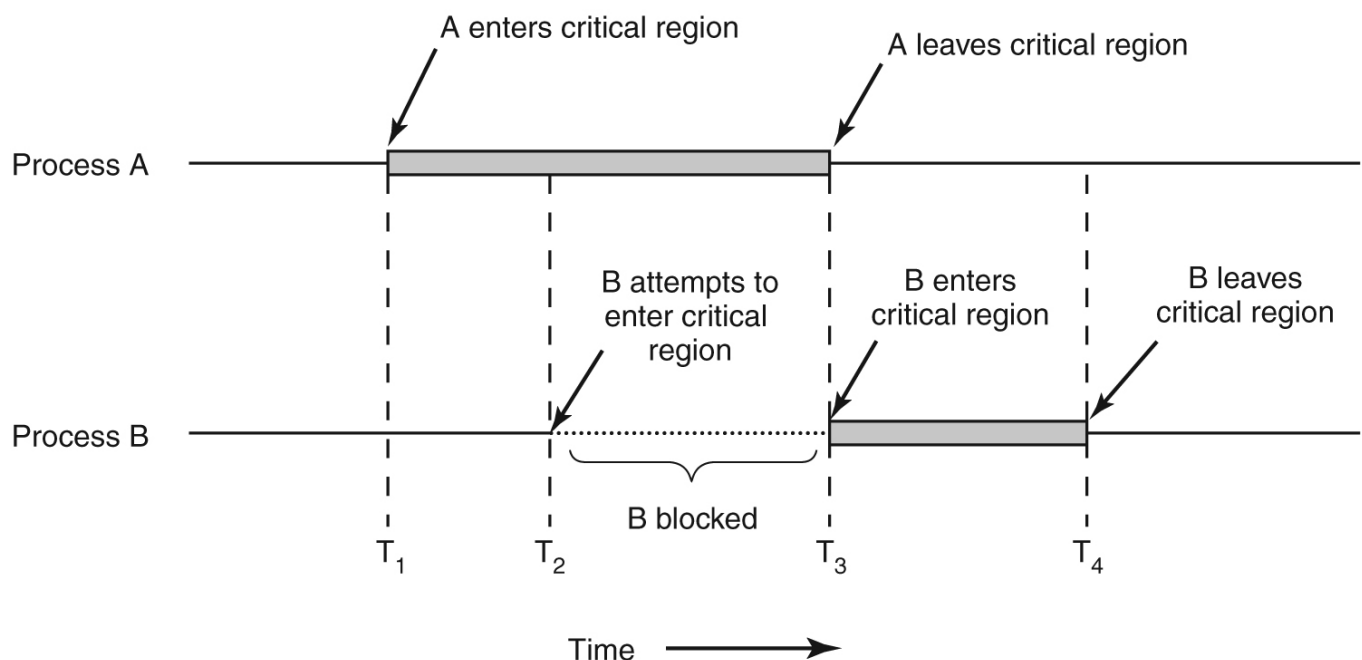 A enters critical region
A leaves critical region
Process A
B attempts to
enter critical
region
B enters
critical region
B leaves
critical region
Process B
B blocked
T1
T2
T3
T4
Time